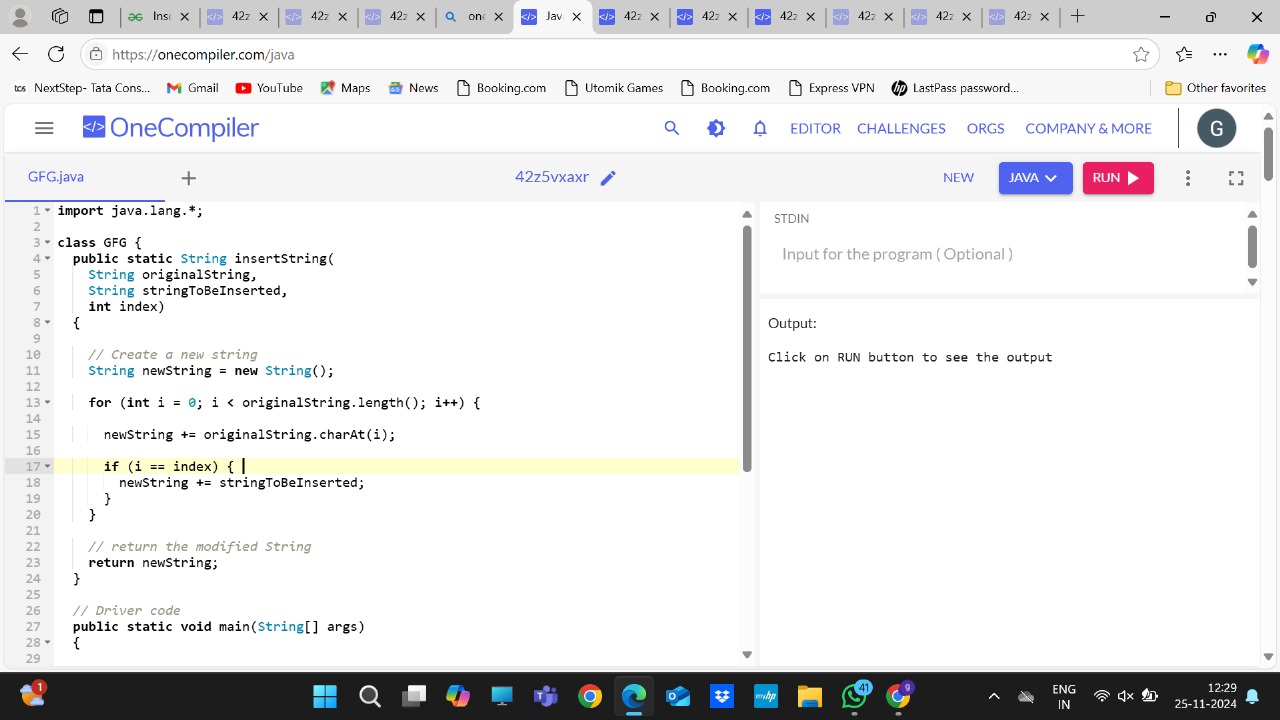 Inse
42z
42z
42z
one
Java
42z
42z
42z
42z
42z
42z
https://onecompiler.com/java
NextStep- Tata Cons...
Gmail
YouTube
Maps
News
Booking.com
Utomik Games
Booking.com
Express VPN
LastPass password...
Other favorites
OneCompiler
EDITOR
CHALLENGES
ORGS
COMPANY & MORE
G
GFG.java
42z5vxaxr
NEW
JAVA
RUN
1 import java.lang.*;
2
3 class GFG {
4 public static String insertString(
5 String originalString,
6 String stringToBeInserted,
7 int index)
8 {
9
10 // Create a new string
11 String newString = new String();
12
13 for (int i = 0; i < originalString.length(); i++) {
14
15 newString += originalString.charAt(i);
16
17 if (i == index) {
18 newString += stringToBeInserted;
19 }
20 }
21
22 // return the modified String
23 return newString;
24 }
25
26 // Driver code
27 public static void main(String[] args)
28 {
29
STDIN
Input for the program ( Optional )
Output:
Click on RUN button to see the output
1
myhp
41
9
ENG
IN
12:29
25-11-2024